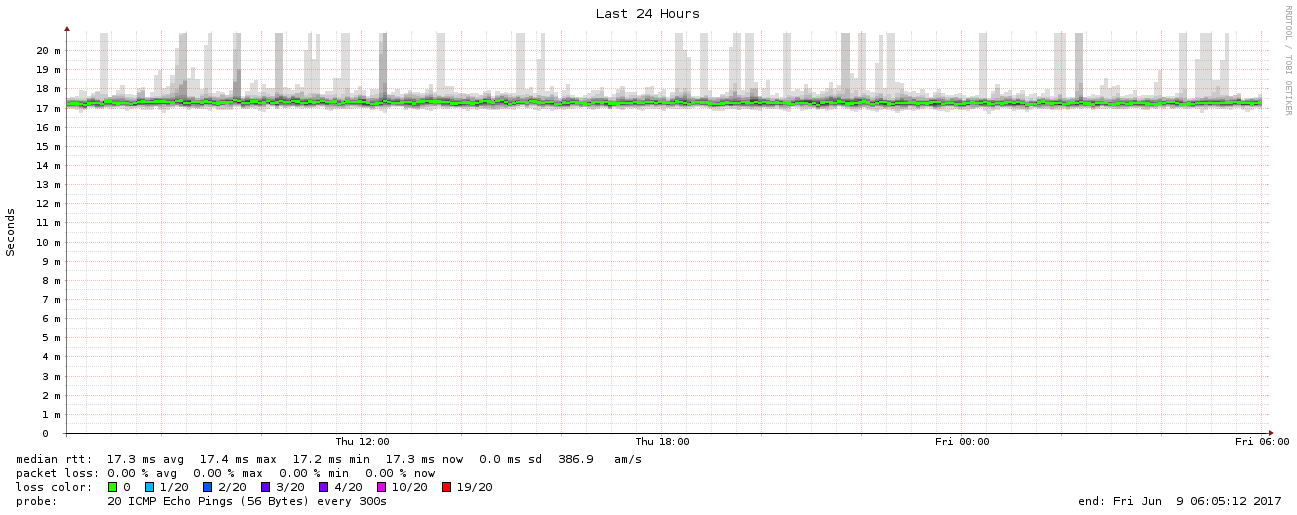 Last 24 Hours
RRDTOOL / TOBI OETIKER
Seconds
20 m
19 m
18 m
17 m
16 m
15 m
14 m
13 m
12 m
11 m
10 m
9 m
8 m
7 m
6 m
5 m
4 m
3 m
2 m
1 m
0
Thu 12:00 Thu 18:00 Fri 00:00 Fri 06:00
median rtt: 17.3 ms avg 17.4 ms max 17.2 ms min 17.3 ms now 0.0 ms sd 386.9 am/s
packet loss: 0.00 % avg 0.00 % max 0.00 % min 0.00 % now
loss color: 0 1/20 2/20 3/20 4/20 10/20 19/20
probe: 20 ICMP Echo Pings (56 Bytes) every 300s end: Fri Jun 9 06:05:12 2017